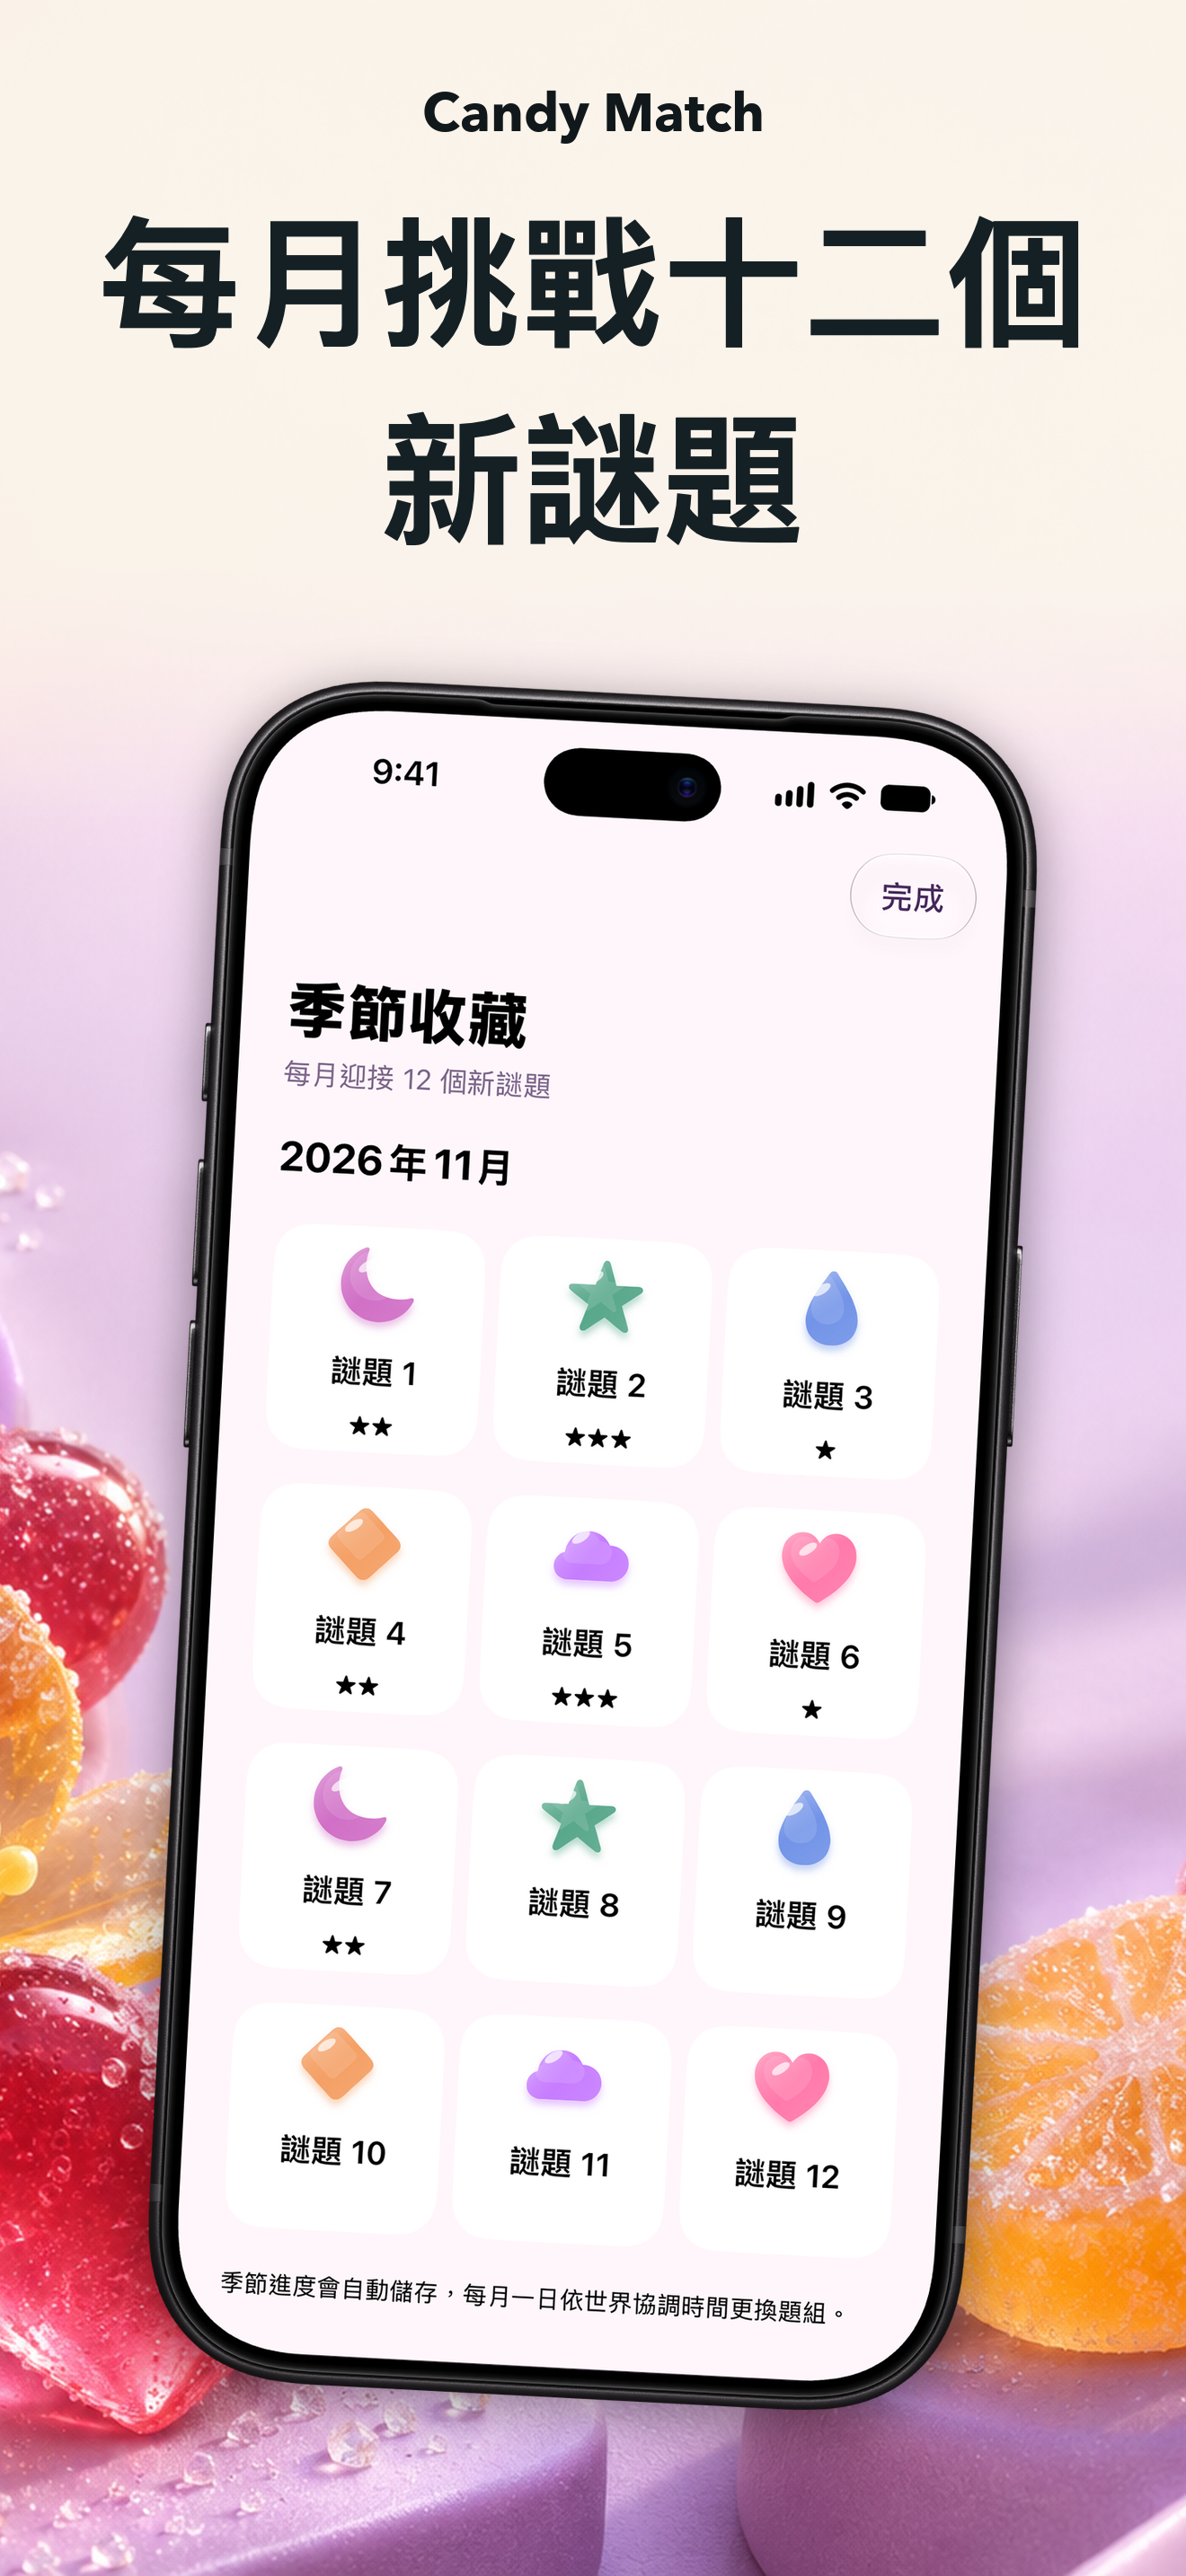 Candy Match
每月挑戰十二個
新謎題
9:41
完成
季節收藏
每月迎接 12 個新謎題
2026年11月
謎題 1
謎題 2
謎題 3
★★
★★★
★
謎題 4
謎題 5
謎題 6
★★
★★★
★
謎題 7
謎題 8
謎題 9
★★
謎題 10
謎題 11
謎題 12
季節進度會自動儲存，每月一日依世界協調時間更換題組。